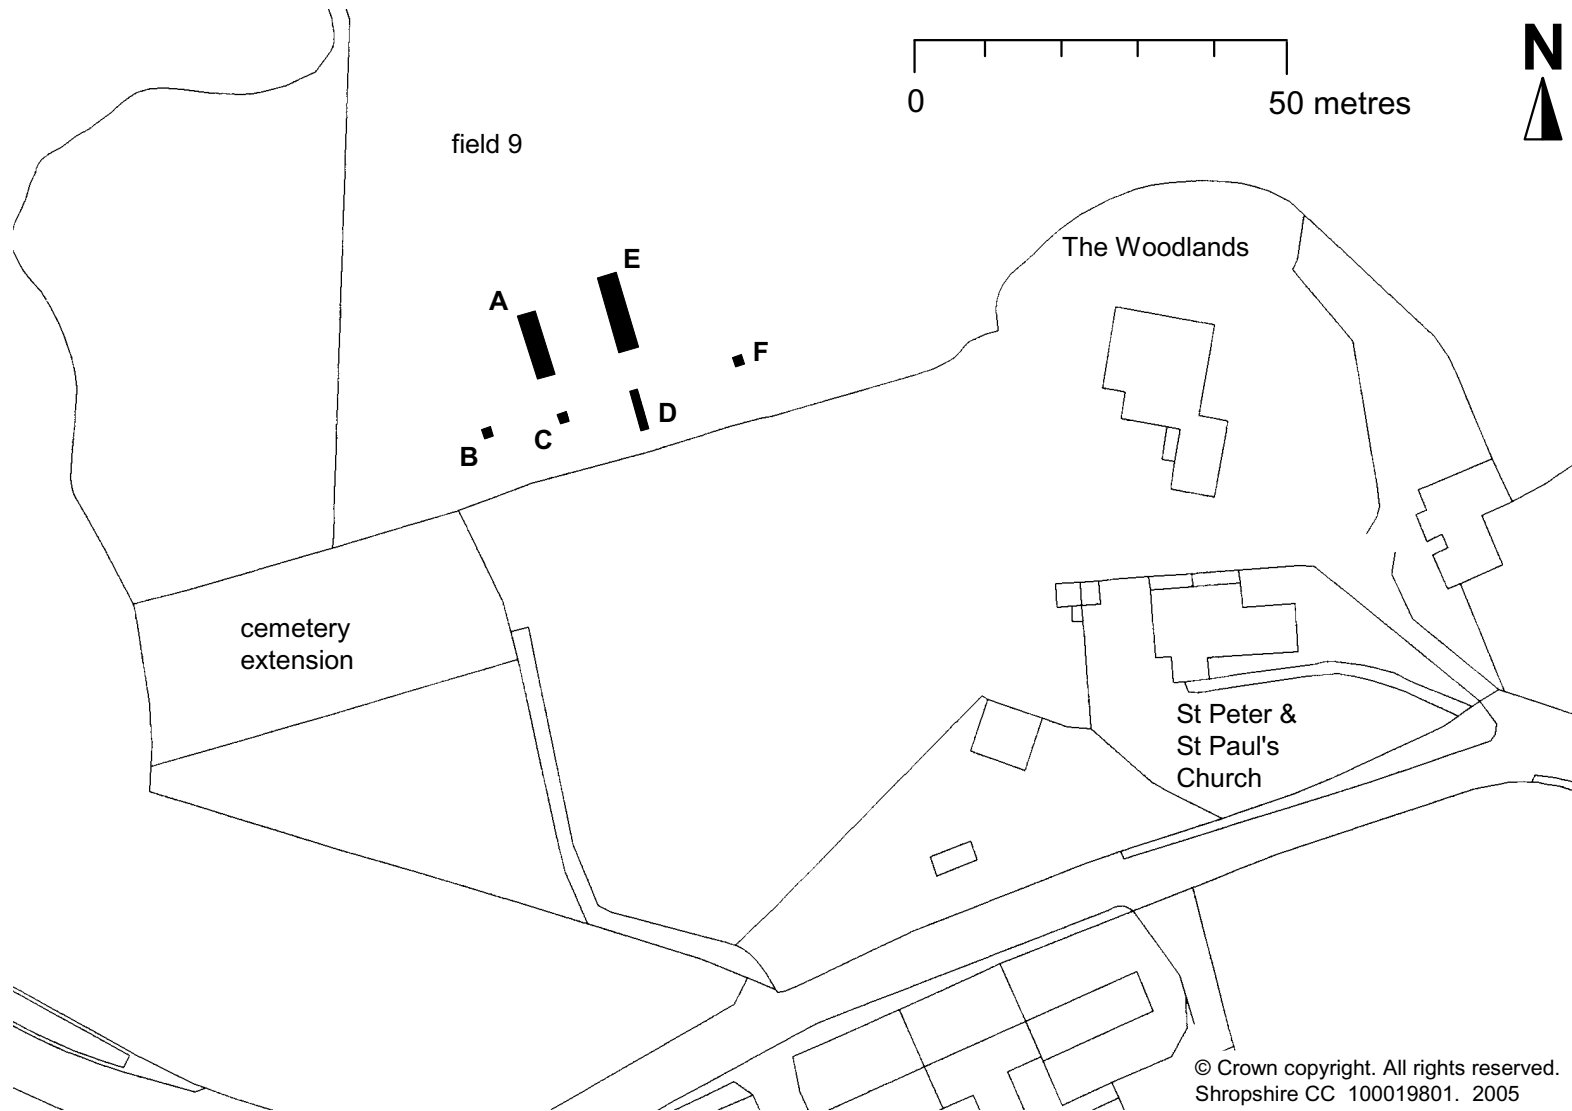 N
0
50 metres
field 9
The Woodlands
E
A
F
D
C
B
cemetery
extension
St Peter &
St Paul's
Church
© Crown copyright. All rights reserved.
Shropshire CC 100019801. 2005